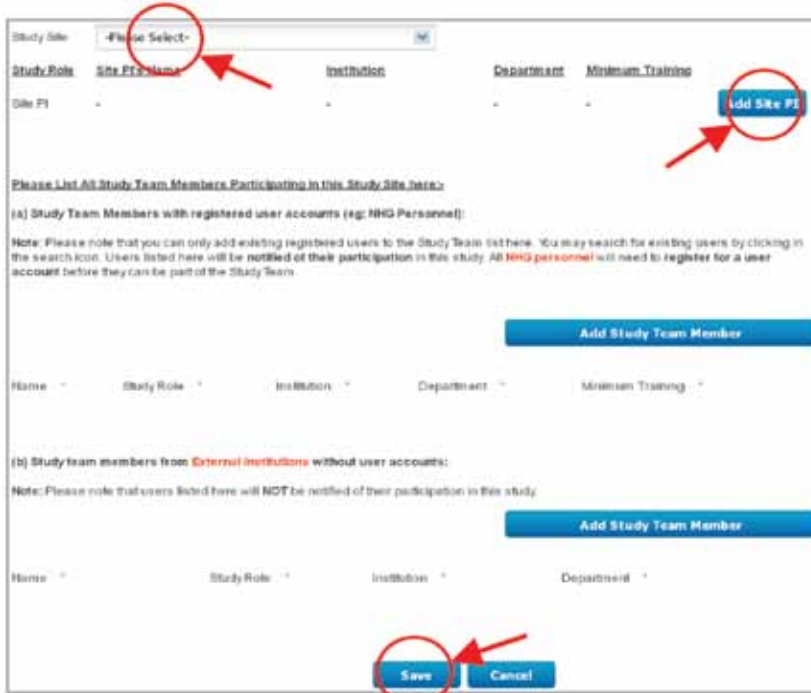 Study Site -Please Select-
Study Role Site PI's Name Institution Department Minimum Training
Site PI - - - - Add Site PI
Please List All Study Team Members Participating in this Study Site here:-
(a) Study Team Members with registered user accounts (eg: NHG Personnel):
Note: Please note that you can only add existing registered users to the Study Team list here. You may search for existing users by clicking in
the search icon. Users listed here will be notified of their participation in this study. All NHG personnel will need to register for a user
account before they can be part of the Study Team
Add Study Team Member
Name * Study Role * Institution * Department * Minimum Training *
(b) Study team members from External Institutions without user accounts:
Note: Please note that users listed here will NOT be notified of their participation in this study.
Add Study Team Member
Name * Study Role * Institution * Department *
Save Cancel